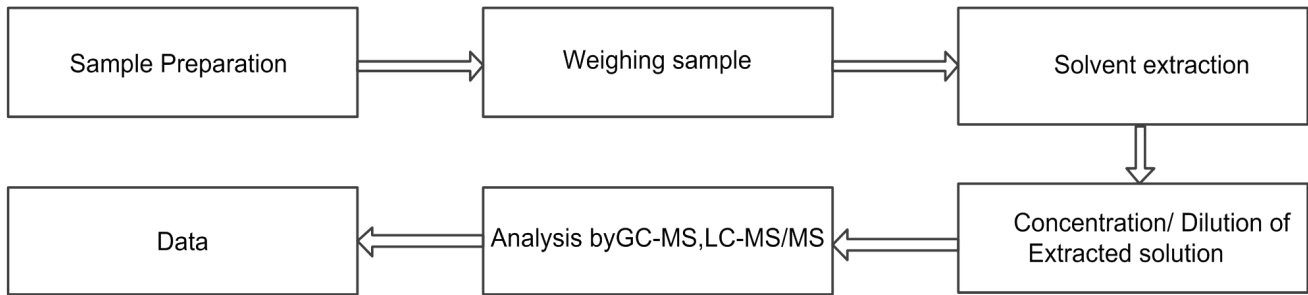 Sample Preparation
Weighing sample
Solvent extraction
Concentration/ Dilution of
Extracted solution
Analysis byGC-MS,LC-MS/MS
Data